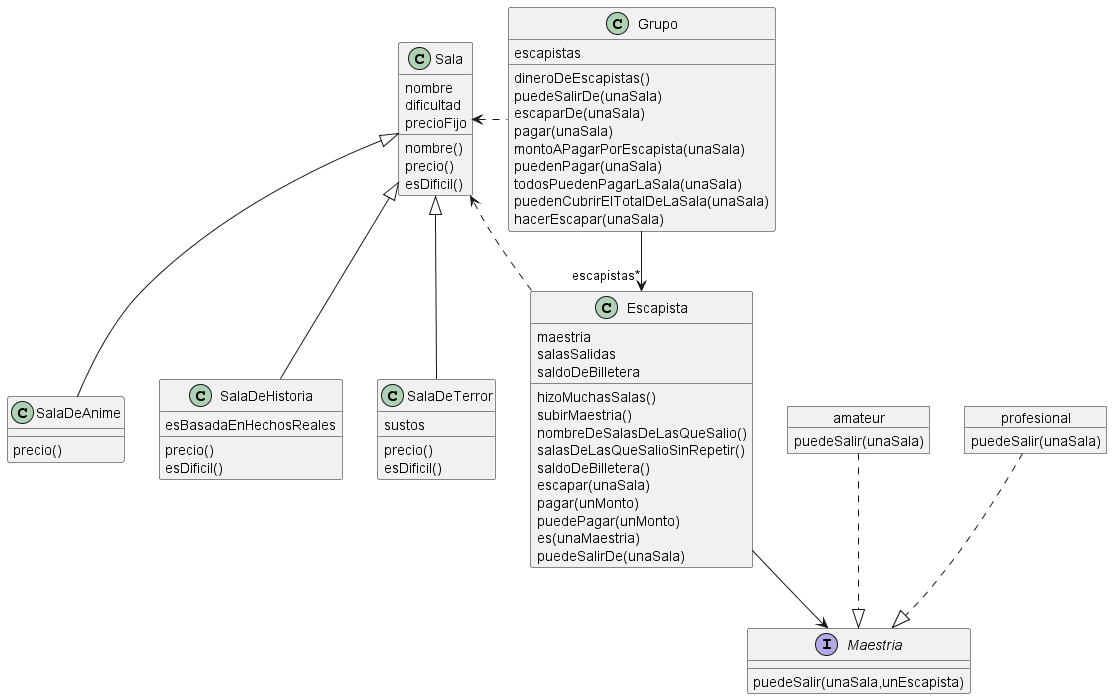 C Grupo
escapistas
dineroDeEscapistas()
puedeSalirDe(unaSala)
escaparDe(unaSala)
pagar(unaSala)
montoAPagarPorEscapista(unaSala)
puedenPagar(unaSala)
todosPuedenPagarLaSala(unaSala)
puedenCubrirElTotalDeLaSala(unaSala)
hacerEscapar(unaSala)
C Sala
nombre
dificultad
precioFijo
nombre()
precio()
esDificil()
escapistas*
C Escapista
maestria
salasSalidas
saldoDeBilletera
hizoMuchasSalas()
subirMaestria()
nombreDeSalasDeLasQueSalio()
salasDeLasQueSalioSinRepetir()
saldoDeBilletera()
escapar(unaSala)
pagar(unMonto)
puedePagar(unMonto)
es(unaMaestria)
puedeSalirDe(unaSala)
C SalaDeAnime
precio()
C SalaDeHistoria
esBasadaEnHechosReales
precio()
esDificil()
C SalaDeTerror
sustos
precio()
esDificil()
amateur
puedeSalir(unaSala)
profesional
puedeSalir(unaSala)
I Maestria
puedeSalir(unaSala,unEscapista)